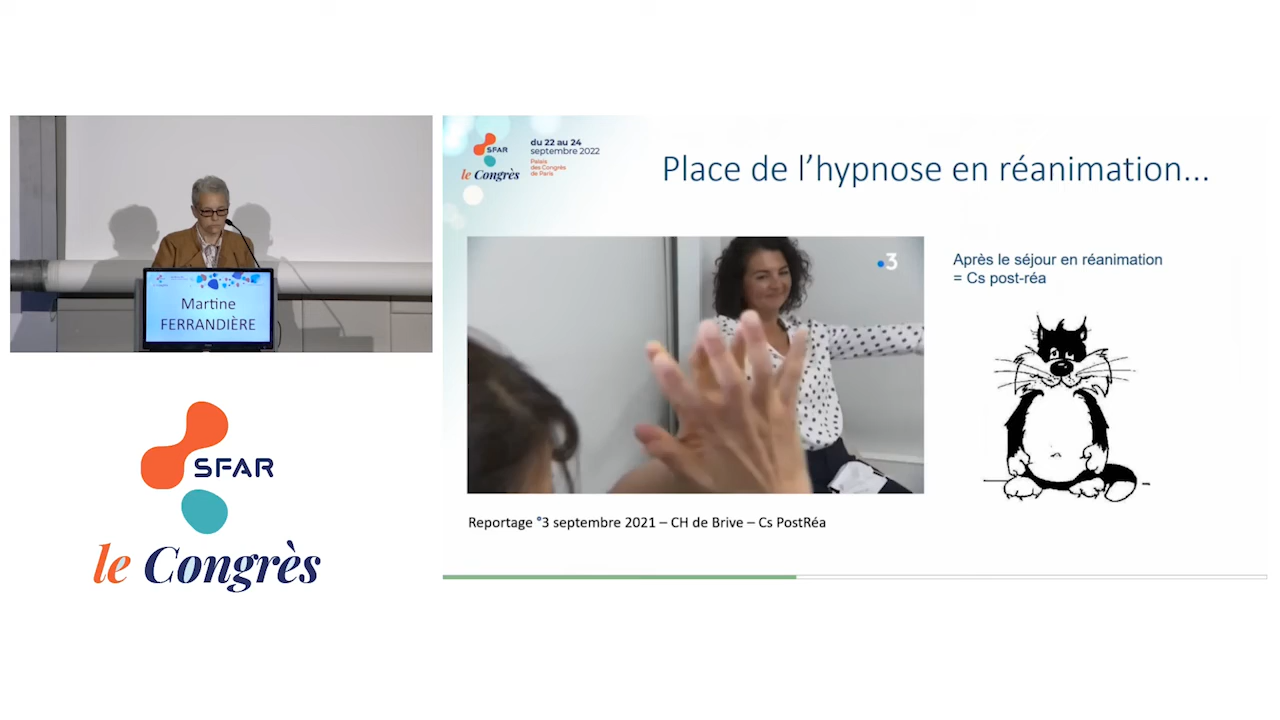 Martine
FERRANDIÈRE
SFAR
le Congrès
SFAR
le Congrès
du 22 au 24
septembre 2022
Palais
des Congrès
de Paris
Place de l’hypnose en réanimation...
3
Après le séjour en réanimation
= Cs post-réa
Reportage °3 septembre 2021 – CH de Brive – Cs PostRéa